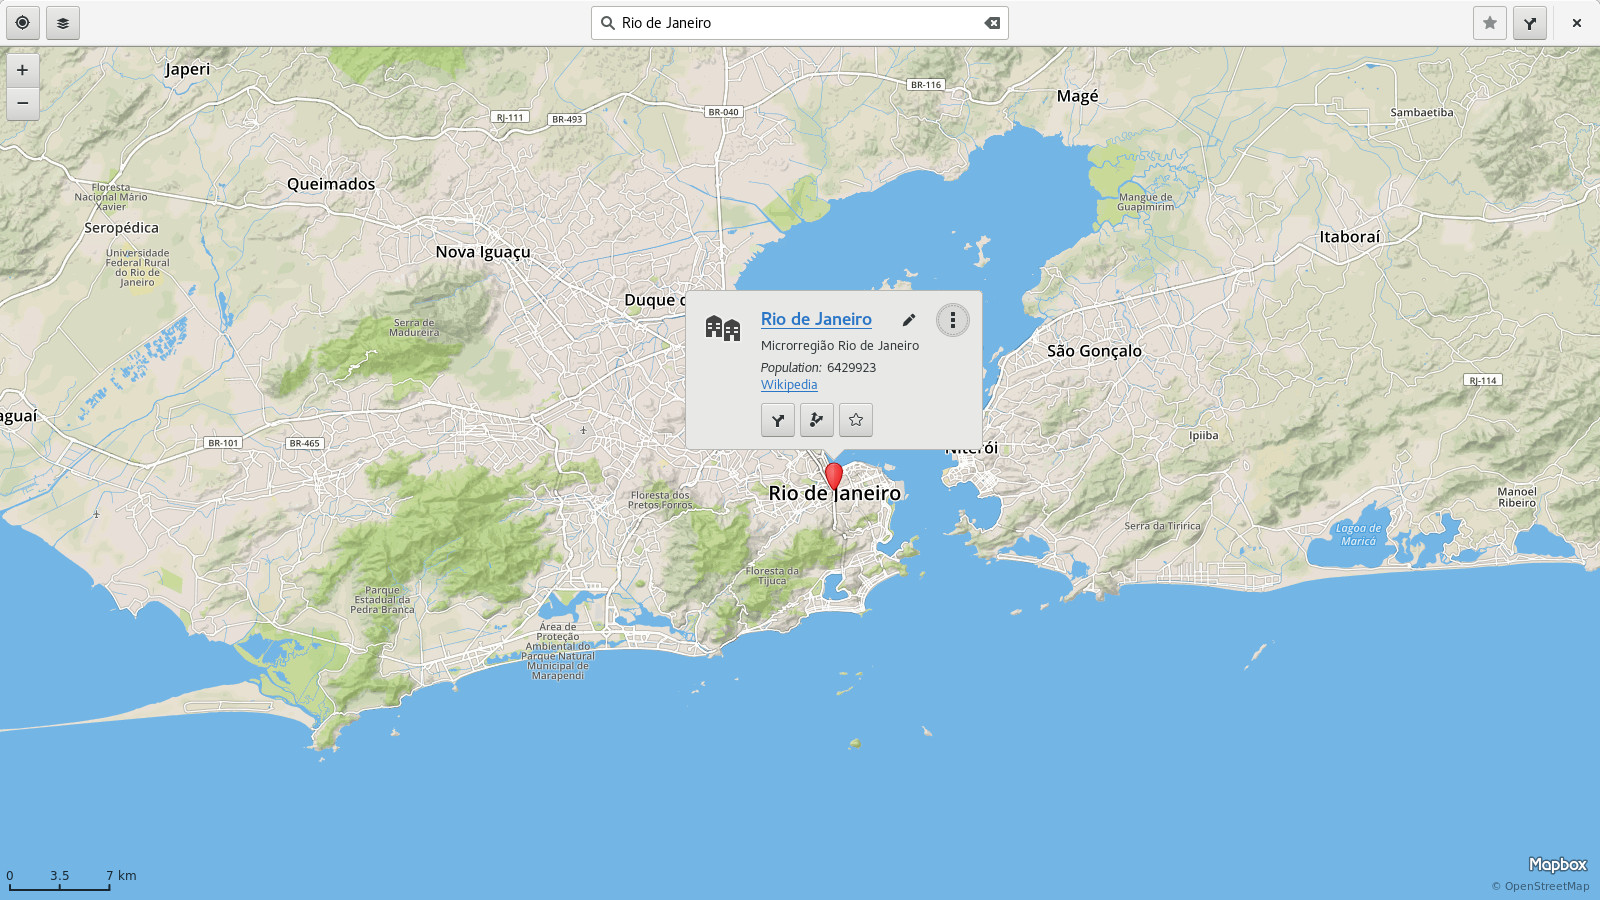 Rio de Janeiro
Japeri
BR-116
Magé
BR-040
Sambaetiba
RJ-111
BR-493
Queimados
Floresta
Nacional Mário
Xavier
Mangue de
Guapimirim
Seropédica
Itaboraí
Universidade
Federal Rural
do Rio de
Janeiro
Nova Iguaçu
Duque d
Serra de
Madureira
Rio de Janeiro
Microrregião Rio de Janeiro
Population: 6429923
Wikipedia
São Gonçalo
RJ-114
aguaí
BR-101
BR-465
Ipiiba
Niterói
Rio de Janeiro
Floresta dos
Pretos Forros
Manoel
Ribeiro
Serra da Tiririca
Lagoa de
Maricá
Floresta da
Tijuca
Parque
Estadual da
Pedra Branca
Área de
Proteção
Ambiental do
Parque Natural
Municipal de
Marapendi
0 3.5 7 km
Mapbox
© OpenStreetMap